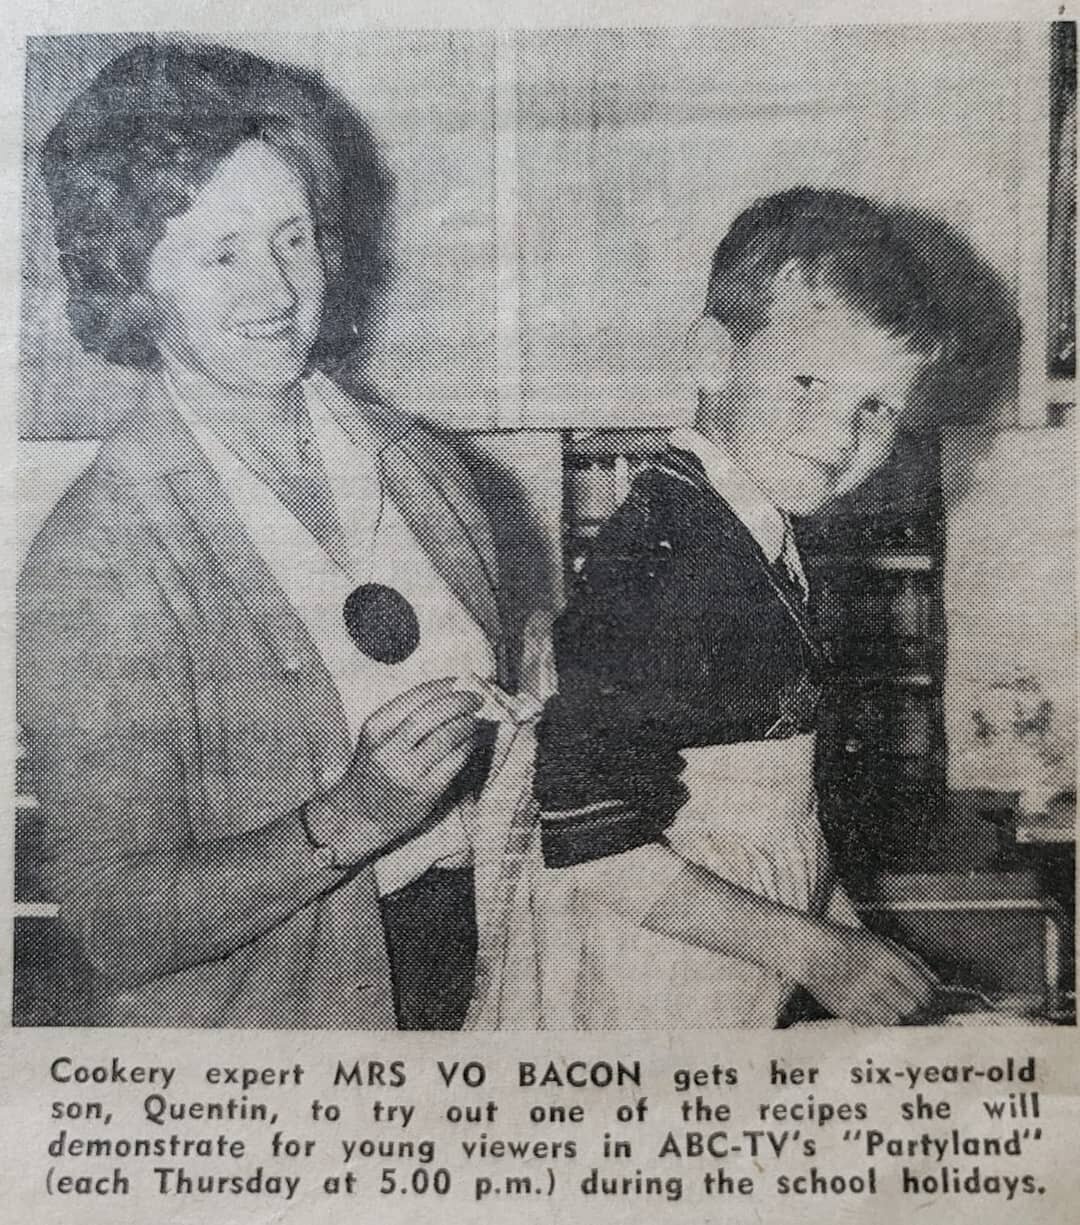 Cookery expert MRS VO BACON gets her six-year-old
son, Quentin, to try out one of the recipes she will
demonstrate for young viewers in ABC-TV's "Partyland"
(each Thursday at 5.00 p.m.) during the school holidays.